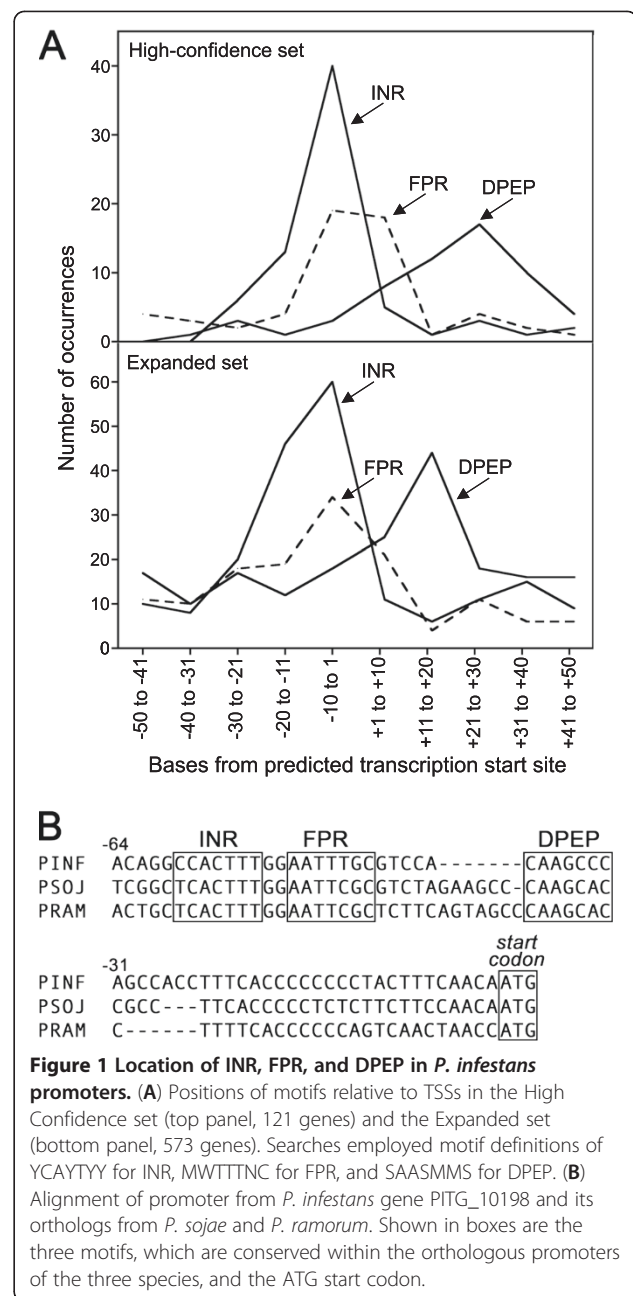 A
High-confidence set
40
30
20
10
0
INR
FPR
DPEP
Expanded set
60
50
40
30
20
10
0
INR
FPR
DPEP
Number of occurrences
-50 to -41
-40 to -31
-30 to -21
-20 to -11
-10 to 1
+1 to +10
+11 to +20
+21 to +30
+31 to +40
+41 to +50
Bases from predicted transcription start site
B
-64 INR FPR DPEP
PINF ACAGGCCACTTTGGAATTTGCGTCCA-------CAAGCCC
PSOJ TCGGCTCACTTTGGAATTCGCGTCTAGAAGCC-CAAGCAC
PRAM ACTGCTCACTTTGGAATTCGCTCTTCAGTAGCCCAAGCAC
-31 start codon
PINF AGCCACCTTTCACCCCCCCCTACTTTCAACAATG
PSOJ CGCC---TTCACCCCCTCTCTTCTTCCAACAATG
PRAM C------TTTTCACCCCCCAGTCAACTAACCATG
Figure 1 Location of INR, FPR, and DPEP in P. infestans
promoters. (A) Positions of motifs relative to TSSs in the High
Confidence set (top panel, 121 genes) and the Expanded set
(bottom panel, 573 genes). Searches employed motif definitions of
YCAYTYY for INR, MWTTTNC for FPR, and SAASMMS for DPEP. (B)
Alignment of promoter from P. infestans gene PITG_10198 and its
orthologs from P. sojae and P. ramorum. Shown in boxes are the
three motifs, which are conserved within the orthologous promoters
of the three species, and the ATG start codon.